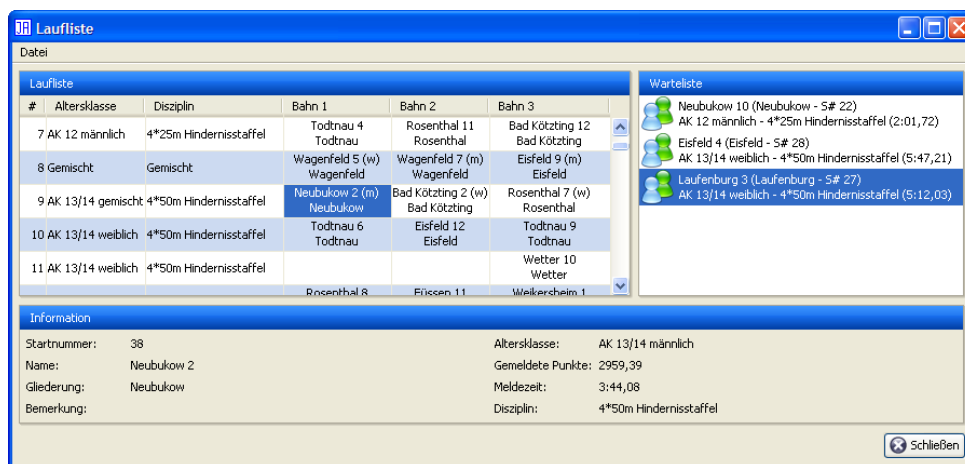 JA Laufliste
Datei
Laufliste
# Altersklasse Disziplin Bahn 1 Bahn 2 Bahn 3
7 AK 12 männlich 4*25m Hindernisstaffel Todtnau 4 Todtnau Rosenthal 11 Rosenthal Bad Kötzting 12 Bad Kötzting
8 Gemischt Gemischt Wagenfeld 5 (w) Wagenfeld Wagenfeld 7 (m) Wagenfeld Eisfeld 9 (m) Eisfeld
9 AK 13/14 gemischt 4*50m Hindernisstaffel Neubukow 2 (m) Neubukow Bad Kötzting 2 (w) Bad Kötzting Rosenthal 7 (w) Rosenthal
10 AK 13/14 weiblich 4*50m Hindernisstaffel Todtnau 6 Todtnau Eisfeld 12 Eisfeld Todtnau 9 Todtnau
11 AK 13/14 weiblich 4*50m Hindernisstaffel Wetter 10 Wetter
Rosenthal 8 Füssen 11 Weikersheim 1
Warteliste
Neubukow 10 (Neubukow - S# 22)
AK 12 männlich - 4*25m Hindernisstaffel (2:01,72)
Eisfeld 4 (Eisfeld - S# 28)
AK 13/14 weiblich - 4*50m Hindernisstaffel (5:47,21)
Laufenburg 3 (Laufenburg - S# 27)
AK 13/14 weiblich - 4*50m Hindernisstaffel (5:12,03)
Information
Startnummer: 38
Name: Neubukow 2
Gliederung: Neubukow
Bemerkung:
Altersklasse: AK 13/14 männlich
Gemeldete Punkte: 2959,39
Meldezeit: 3:44,08
Disziplin: 4*50m Hindernisstaffel
Schließen